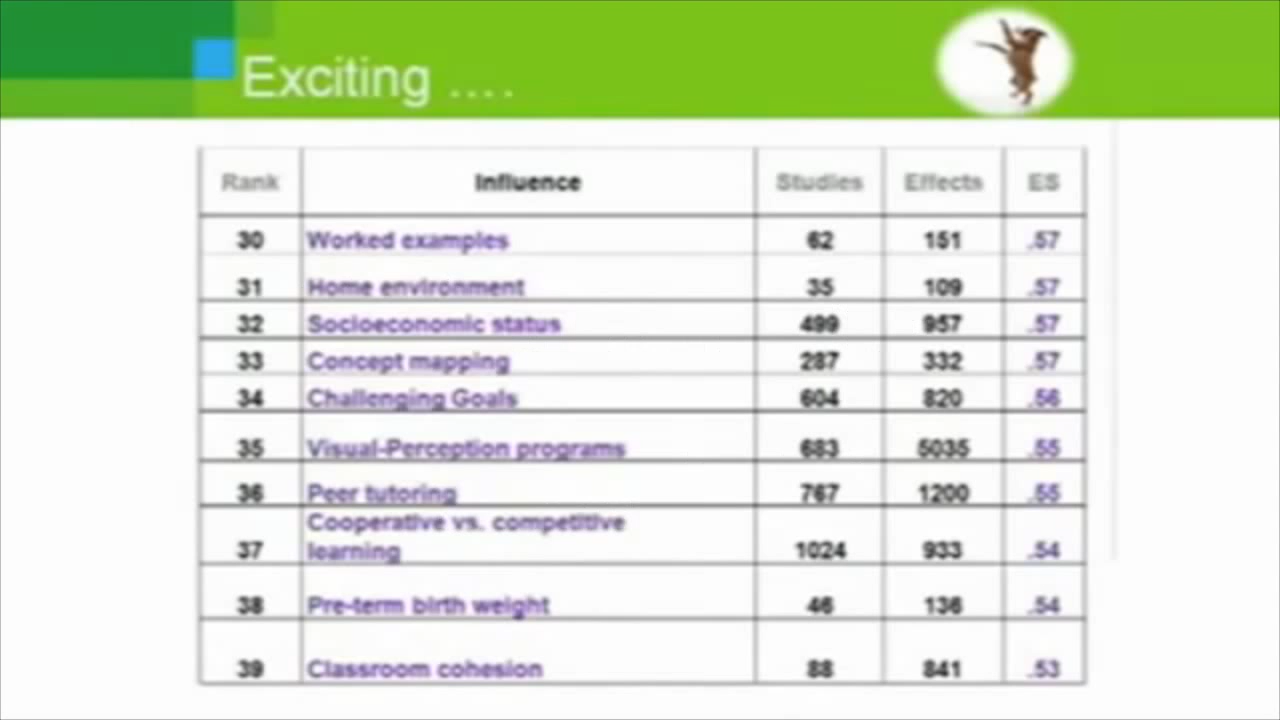 Exciting ....
Rank Influence Studies Effects ES
30 Worked examples 62 151 .57
31 Home environment 35 109 .57
32 Socioeconomic status 499 957 .57
33 Concept mapping 287 332 .57
34 Challenging Goals 604 820 .56
35 Visual-Perception programs 683 5035 .55
36 Peer tutoring 767 1200 .55
Cooperative vs. competitive
37 learning 1024 933 .54
38 Pre-term birth weight 46 136 .54
39 Classroom cohesion 88 841 .53